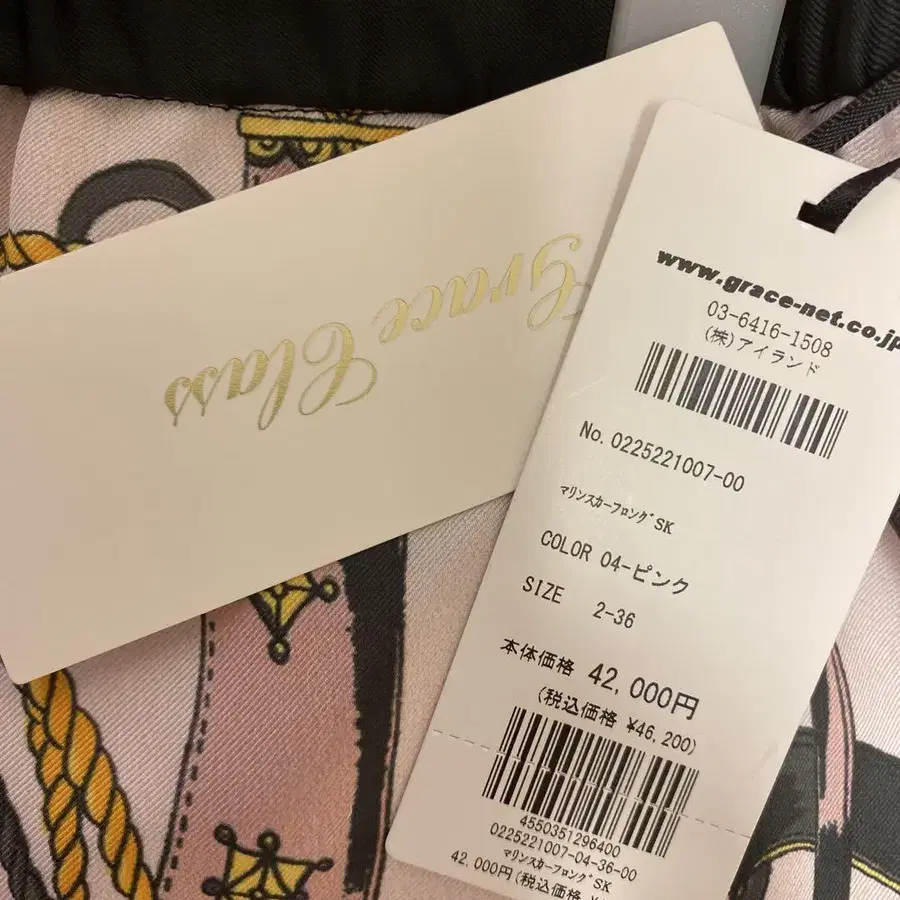 Grace Class
www.grace-net.co.jp
03-6416-1508
(株)アイランド
No. 0225221007-00
マリンスカーフロングSK
COLOR 04-ピンク
SIZE 2-36
本体価格 42,000円
(税込価格 ¥46,200)
4550351296400
0225221007-04-36-00
マリンスカーフロングSK
42,000円(税込価格